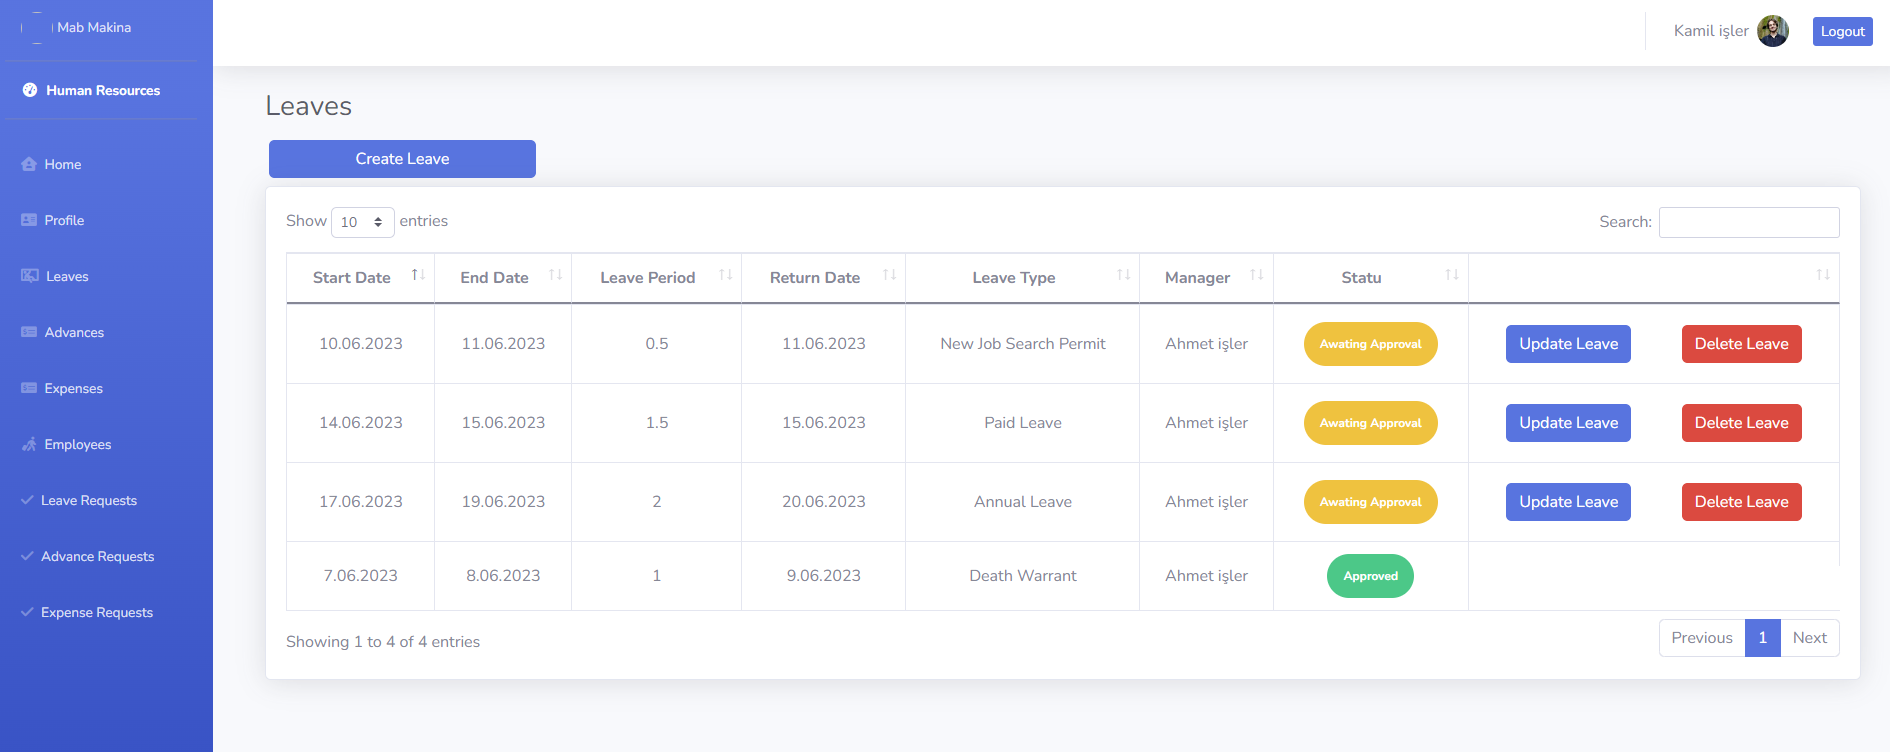 Mab Makina
Kamil işler
Logout
Human Resources
Home
Profile
Leaves
Advances
Expenses
Employees
Leave Requests
Advance Requests
Expense Requests
Leaves
Create Leave
Show 10 entries
Search:
Start Date End Date Leave Period Return Date Leave Type Manager Statu
10.06.2023 11.06.2023 0.5 11.06.2023 New Job Search Permit Ahmet işler Awating Approval Update Leave Delete Leave
14.06.2023 15.06.2023 1.5 15.06.2023 Paid Leave Ahmet işler Awating Approval Update Leave Delete Leave
17.06.2023 19.06.2023 2 20.06.2023 Annual Leave Ahmet işler Awating Approval Update Leave Delete Leave
7.06.2023 8.06.2023 1 9.06.2023 Death Warrant Ahmet işler Approved
Showing 1 to 4 of 4 entries
Previous 1 Next